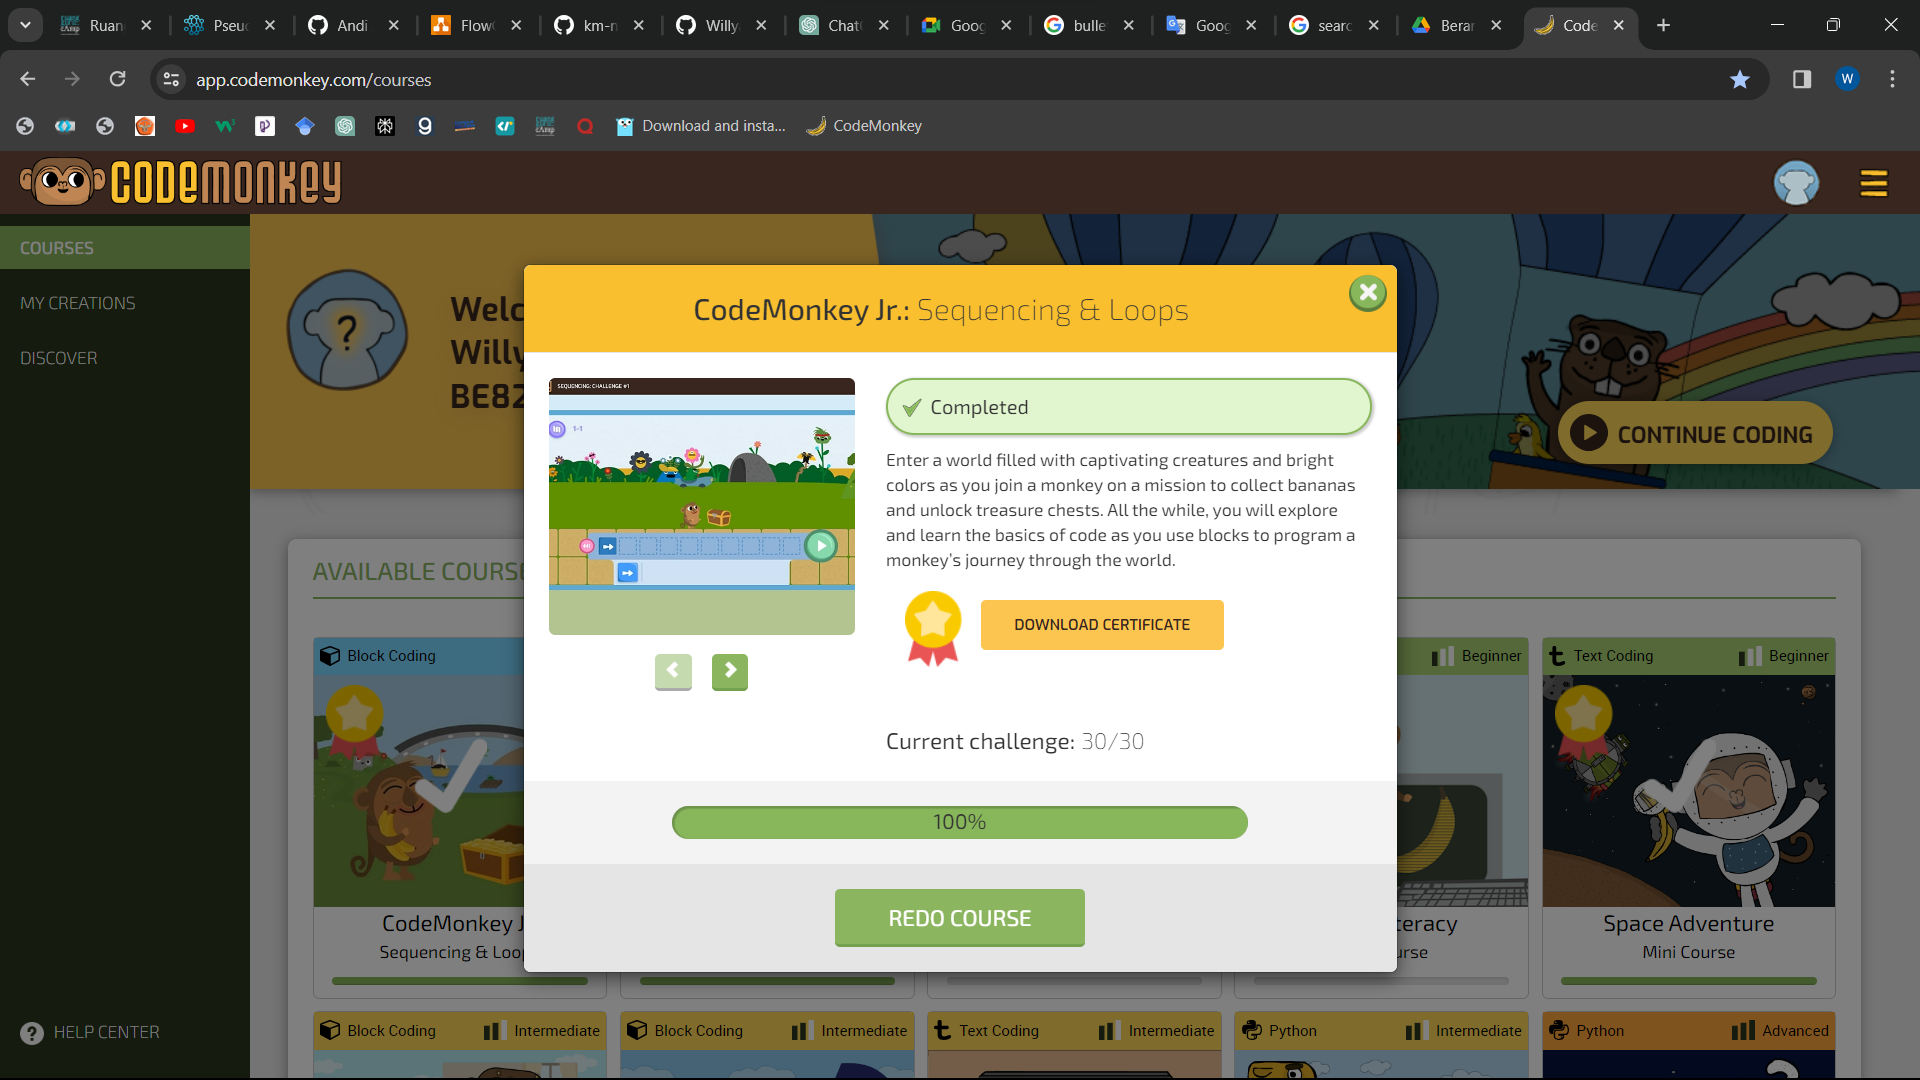 Ruan
Pseud
Andi
Flow
km-n
Willy
Chat
Goog
bulle
Goog
searc
Berar
Code
app.codemonkey.com/courses
W
Download and insta...
CodeMonkey
CODEMONKEY
COURSES
MY CREATIONS
DISCOVER
HELP CENTER
Welc
Willy
BE82
CONTINUE CODING
CodeMonkey Jr.: Sequencing & Loops
SEQUENCING: CHALLENGE #1
1-1
Completed
Enter a world filled with captivating creatures and bright
colors as you join a monkey on a mission to collect bananas
and unlock treasure chests. All the while, you will explore
and learn the basics of code as you use blocks to program a
monkey's journey through the world.
DOWNLOAD CERTIFICATE
Current challenge: 30/30
100%
REDO COURSE
AVAILABLE COURS
Block Coding
Beginner
Text Coding
Beginner
CodeMonkey J
Sequencing & Loo
teracy
urse
Space Adventure
Mini Course
Block Coding
Intermediate
Block Coding
Intermediate
Text Coding
Intermediate
Python
Intermediate
Python
Advanced